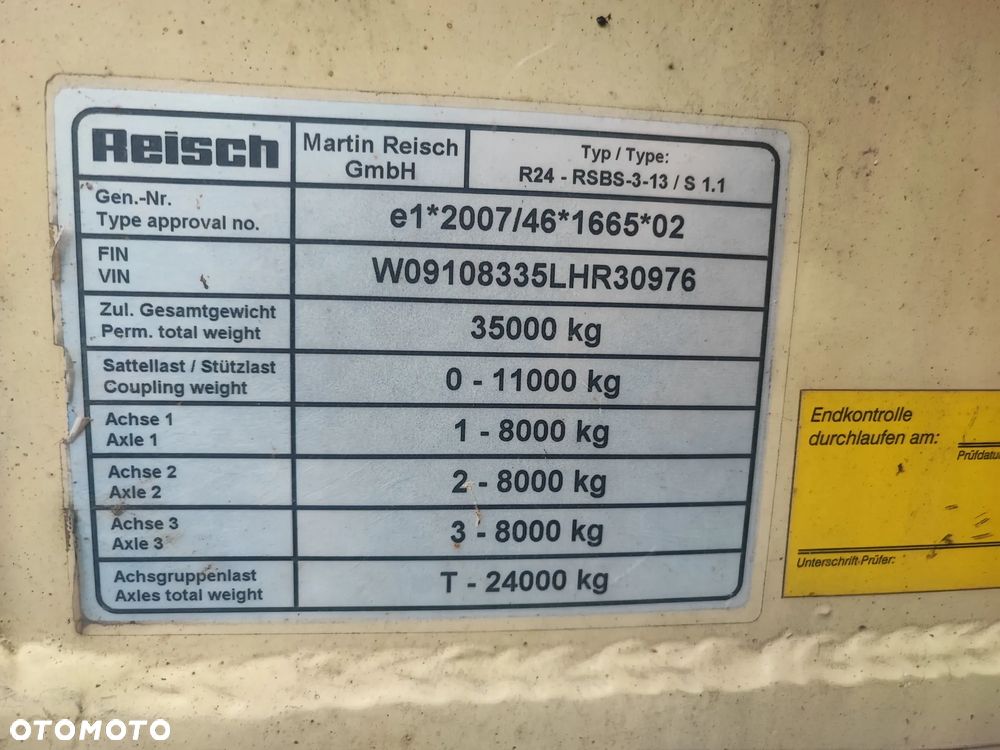 Reisch
Martin Reisch
GmbH
Typ / Type:
R24 - RSBS-3-13 / S 1.1
Gen.-Nr.
Type approval no.
e1*2007/46*1665*02
FIN
VIN
W09108335LHR30976
Zul. Gesamtgewicht
Perm. total weight
35000 kg
Sattellast / Stützlast
Coupling weight
0 - 11000 kg
Achse 1
Axle 1
1 - 8000 kg
Achse 2
Axle 2
2 - 8000 kg
Achse 3
Axle 3
3 - 8000 kg
Achsgruppenlast
Axles total weight
T - 24000 kg
Endkontrolle
durchlaufen am:
Prüfdatu
Unterschrift-Prüfer:
OTOMOTO